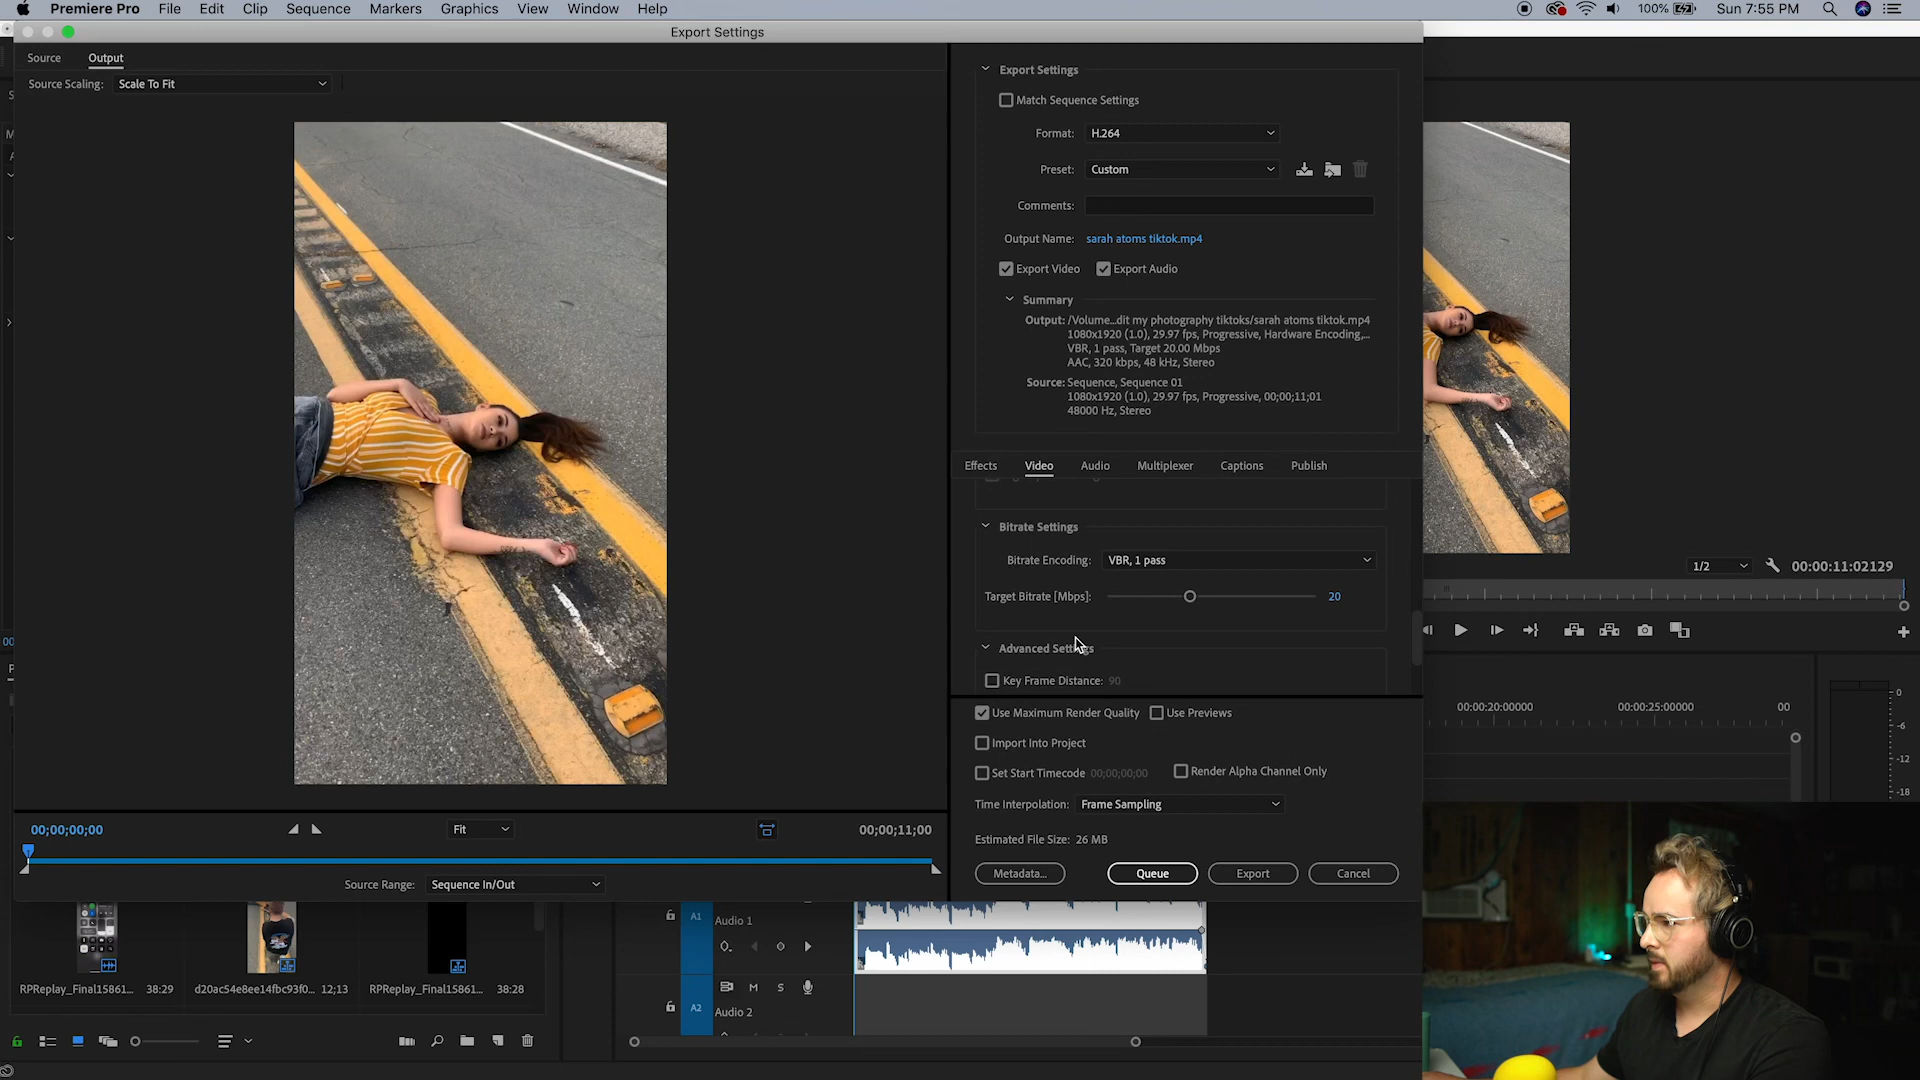 Premiere Pro File Edit Clip Sequence Markers Graphics View Window Help 100% Sun 7:55 PM
Export Settings
Source Output
Source Scaling: Scale To Fit
Export Settings
Match Sequence Settings
Format: H.264
Preset: Custom
Comments:
Output Name: sarah atoms tiktok.mp4
Export Video Export Audio
Summary
Output: /Volume...dit my photography tiktoks/sarah atoms tiktok.mp4
1080x1920 (1.0), 29.97 fps, Progressive, Hardware Encoding,...
VBR, 1 pass, Target 20.00 Mbps
AAC, 320 kbps, 48 kHz, Stereo
Source: Sequence, Sequence 01
1080x1920 (1.0), 29.97 fps, Progressive, 00;00;11;01
48000 Hz, Stereo
Effects Video Audio Multiplexer Captions Publish
Bitrate Settings
Bitrate Encoding: VBR, 1 pass
Target Bitrate [Mbps]: 20
Advanced Settings
Key Frame Distance: 90
Use Maximum Render Quality Use Previews
Import Into Project
Set Start Timecode 00;00;00;00 Render Alpha Channel Only
Time Interpolation: Frame Sampling
Estimated File Size: 26 MB
Metadata... Queue Export Cancel
00;00;00;00 Fit 00;00;11;00
Source Range: Sequence In/Out
1/2 00:00:11:02129
00:00:20:00000 00:00:25:00000 00
0
-6
-12
-18
A1 Audio 1
M S
A2 Audio 2
RPReplay_Final15861... 38:29 d20ac54e8ee14fbc93f0... 12;13 RPReplay_Final15861... 38:28